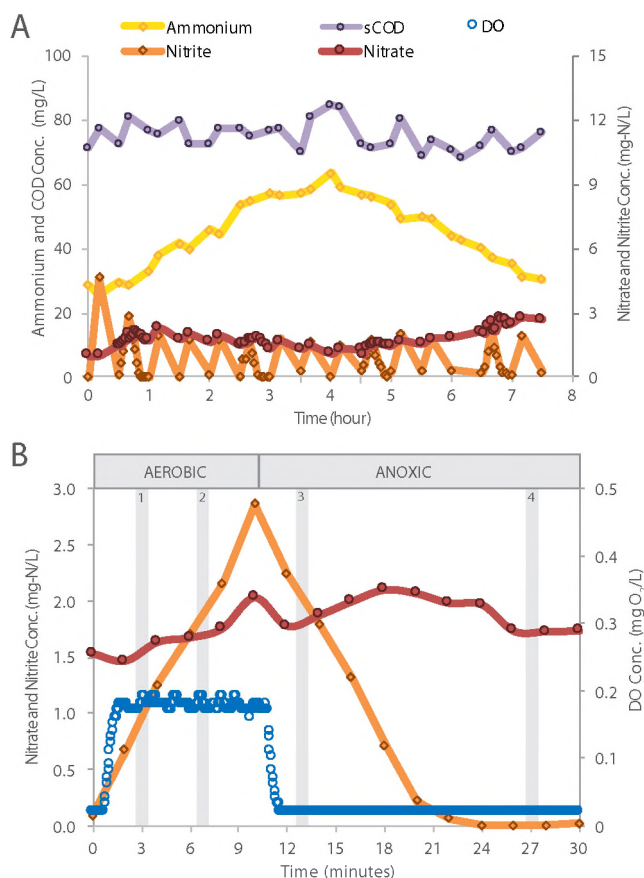 A
Ammonium sCOD DO
Nitrite Nitrate
Ammonium and COD Conc. (mg/L)
100
80
60
40
20
0
Nitrate and Nitrite Conc. (mg-N/L)
15
12
9
6
3
0
0 1 2 3 4 5 6 7 8
Time (hour)
B
AEROBIC ANOXIC
1 2 3 4
Nitrate and Nitrite Conc. (mg-N/L)
3.0
2.5
2.0
1.5
1.0
0.5
0.0
DO Conc. (mg O2/L)
0.5
0.4
0.3
0.2
0.1
0
0 3 6 9 12 15 18 21 24 27 30
Time (minutes)